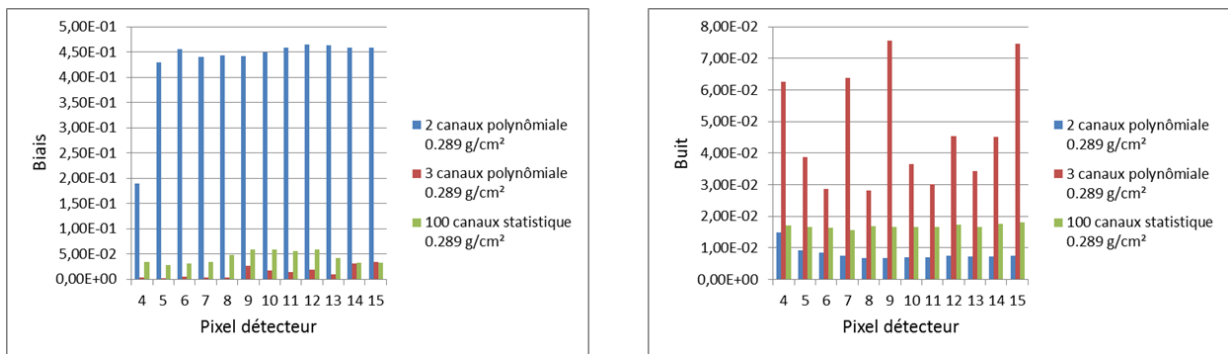 5,00E-01
4,50E-01
4,00E-01
3,50E-01
3,00E-01
2,50E-01
2,00E-01
1,50E-01
1,00E-01
5,00E-02
0,00E+00
Biais
4 5 6 7 8 9 10 11 12 13 14 15
Pixel détecteur
2 canaux polynômiale
0.289 g/cm²
3 canaux polynômiale
0.289 g/cm²
100 canaux statistique
0.289 g/cm²
8,00E-02
7,00E-02
6,00E-02
5,00E-02
4,00E-02
3,00E-02
2,00E-02
1,00E-02
0,00E+00
Buit
4 5 6 7 8 9 10 11 12 13 14 15
Pixel détecteur
2 canaux polynômiale
0.289 g/cm²
3 canaux polynômiale
0.289 g/cm²
100 canaux statistique
0.289 g/cm²